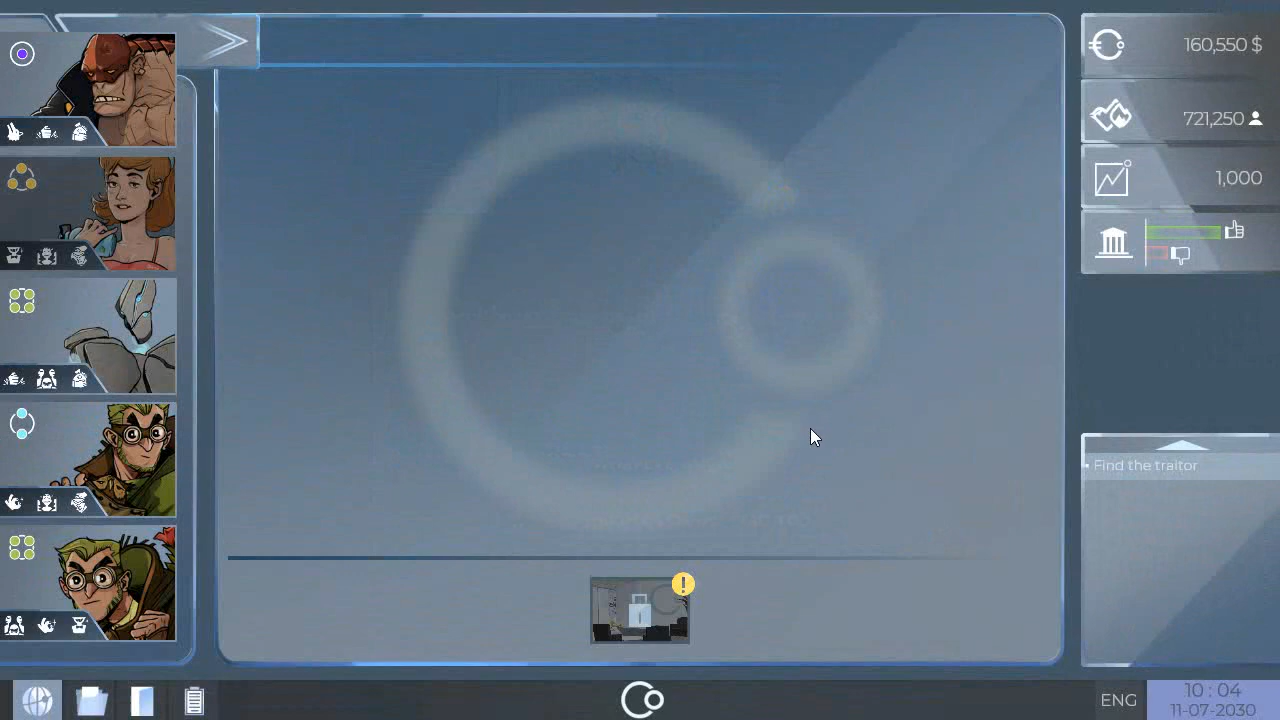 160,550 $
721,250
1,000
Find the traitor
ENG
10 : 04
11-07-2030